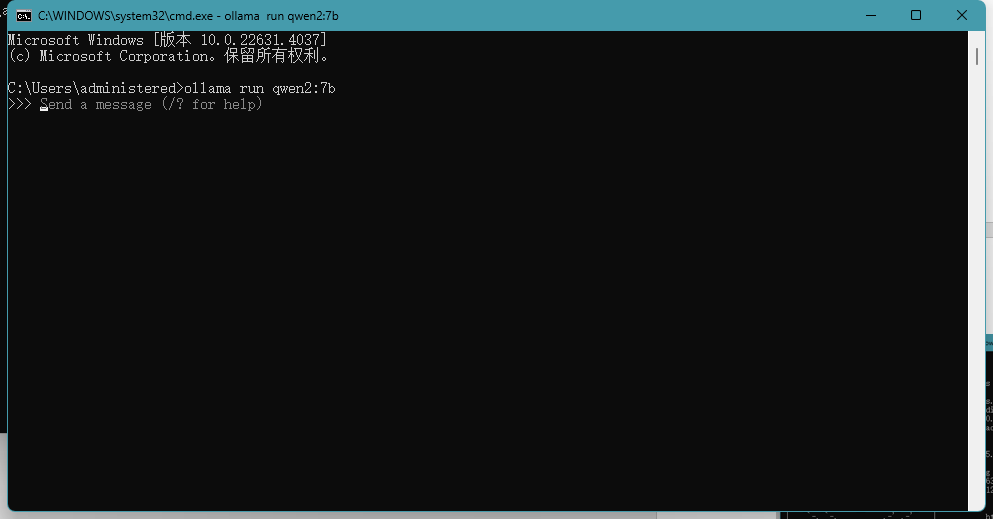 C:\WINDOWS\system32\cmd.exe - ollama  run qwen2:7b
Microsoft Windows [版本 10.0.22631.4037]
(c) Microsoft Corporation。保留所有权利。
C:\Users\administered>ollama run qwen2:7b
>>> Send a message (/? for help)